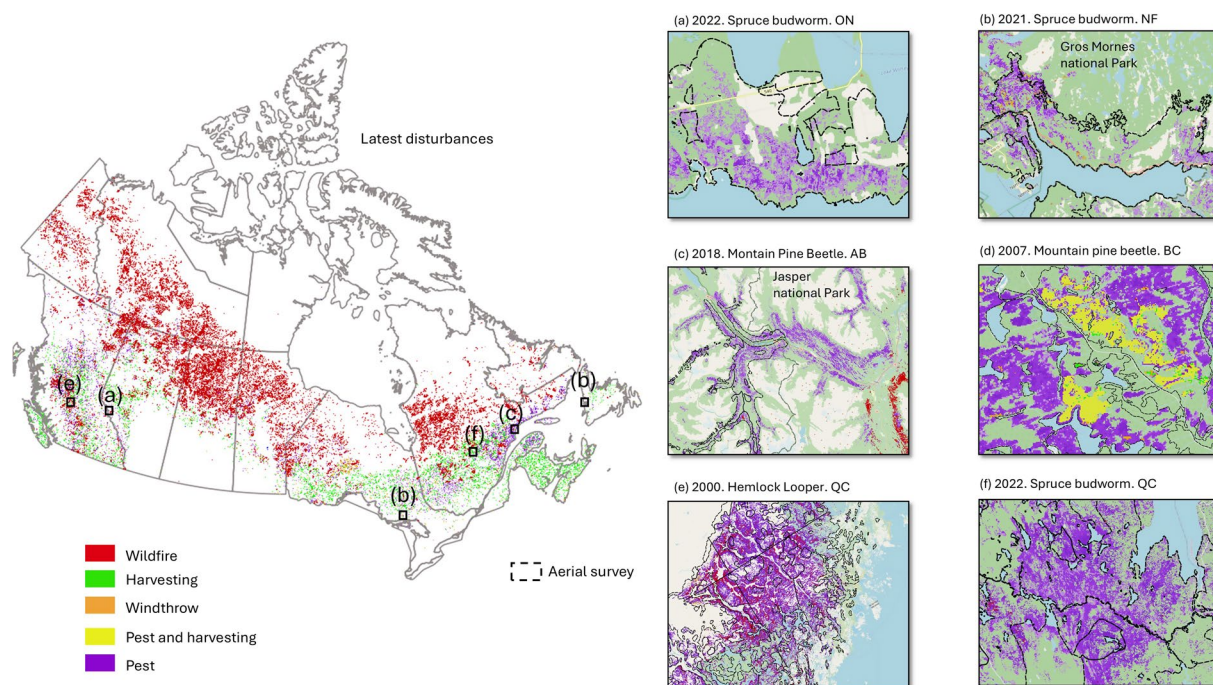 Latest disturbances
(e)
(a)
(b)
(c)
(f)
(b)
Wildfire
Harvesting
Windthrow
Pest and harvesting
Pest
Aerial survey
(a) 2022. Spruce budworm. ON
(b) 2021. Spruce budworm. NF
Gros Mornes
national Park
(c) 2018. Montain Pine Beetle. AB
Jasper
national Park
(d) 2007. Mountain pine beetle. BC
(e) 2000. Hemlock Looper. QC
(f) 2022. Spruce budworm. QC